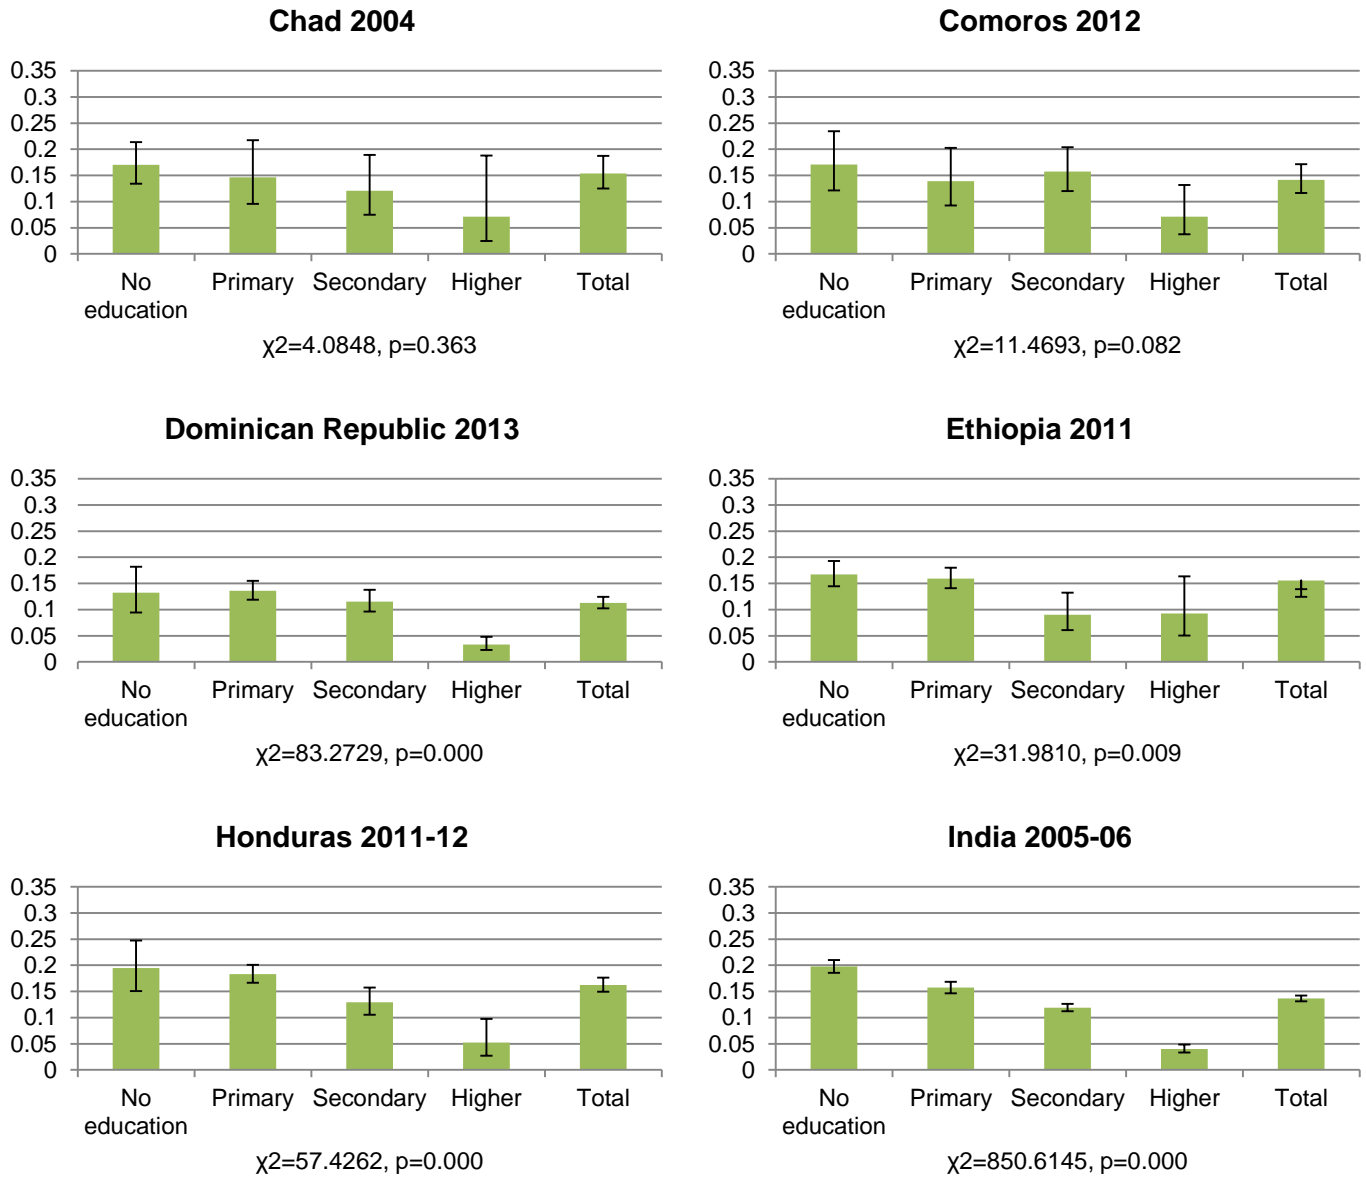 Chad 2004
0.35
0.3
0.25
0.2
0.15
0.1
0.05
0
No education
Primary
Secondary
Higher
Total
χ2=4.0848, p=0.363
Comoros 2012
0.35
0.3
0.25
0.2
0.15
0.1
0.05
0
No education
Primary
Secondary
Higher
Total
χ2=11.4693, p=0.082
Dominican Republic 2013
0.35
0.3
0.25
0.2
0.15
0.1
0.05
0
No education
Primary
Secondary
Higher
Total
χ2=83.2729, p=0.000
Ethiopia 2011
0.35
0.3
0.25
0.2
0.15
0.1
0.05
0
No education
Primary
Secondary
Higher
Total
χ2=31.9810, p=0.009
Honduras 2011-12
0.35
0.3
0.25
0.2
0.15
0.1
0.05
0
No education
Primary
Secondary
Higher
Total
χ2=57.4262, p=0.000
India 2005-06
0.35
0.3
0.25
0.2
0.15
0.1
0.05
0
No education
Primary
Secondary
Higher
Total
χ2=850.6145, p=0.000